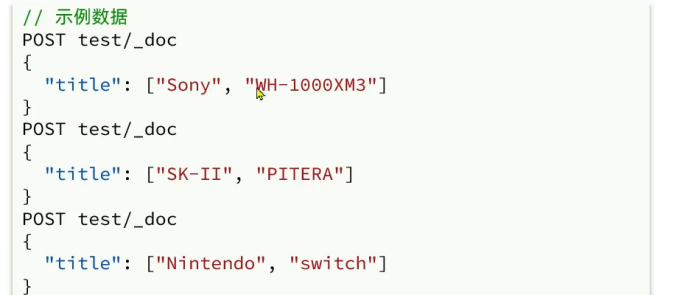 // 示例数据
POST test/_doc
{
  "title": ["Sony", "WH-1000XM3"]
}
POST test/_doc
{
  "title": ["SK-II", "PITERA"]
}
POST test/_doc
{
  "title": ["Nintendo", "switch"]
}